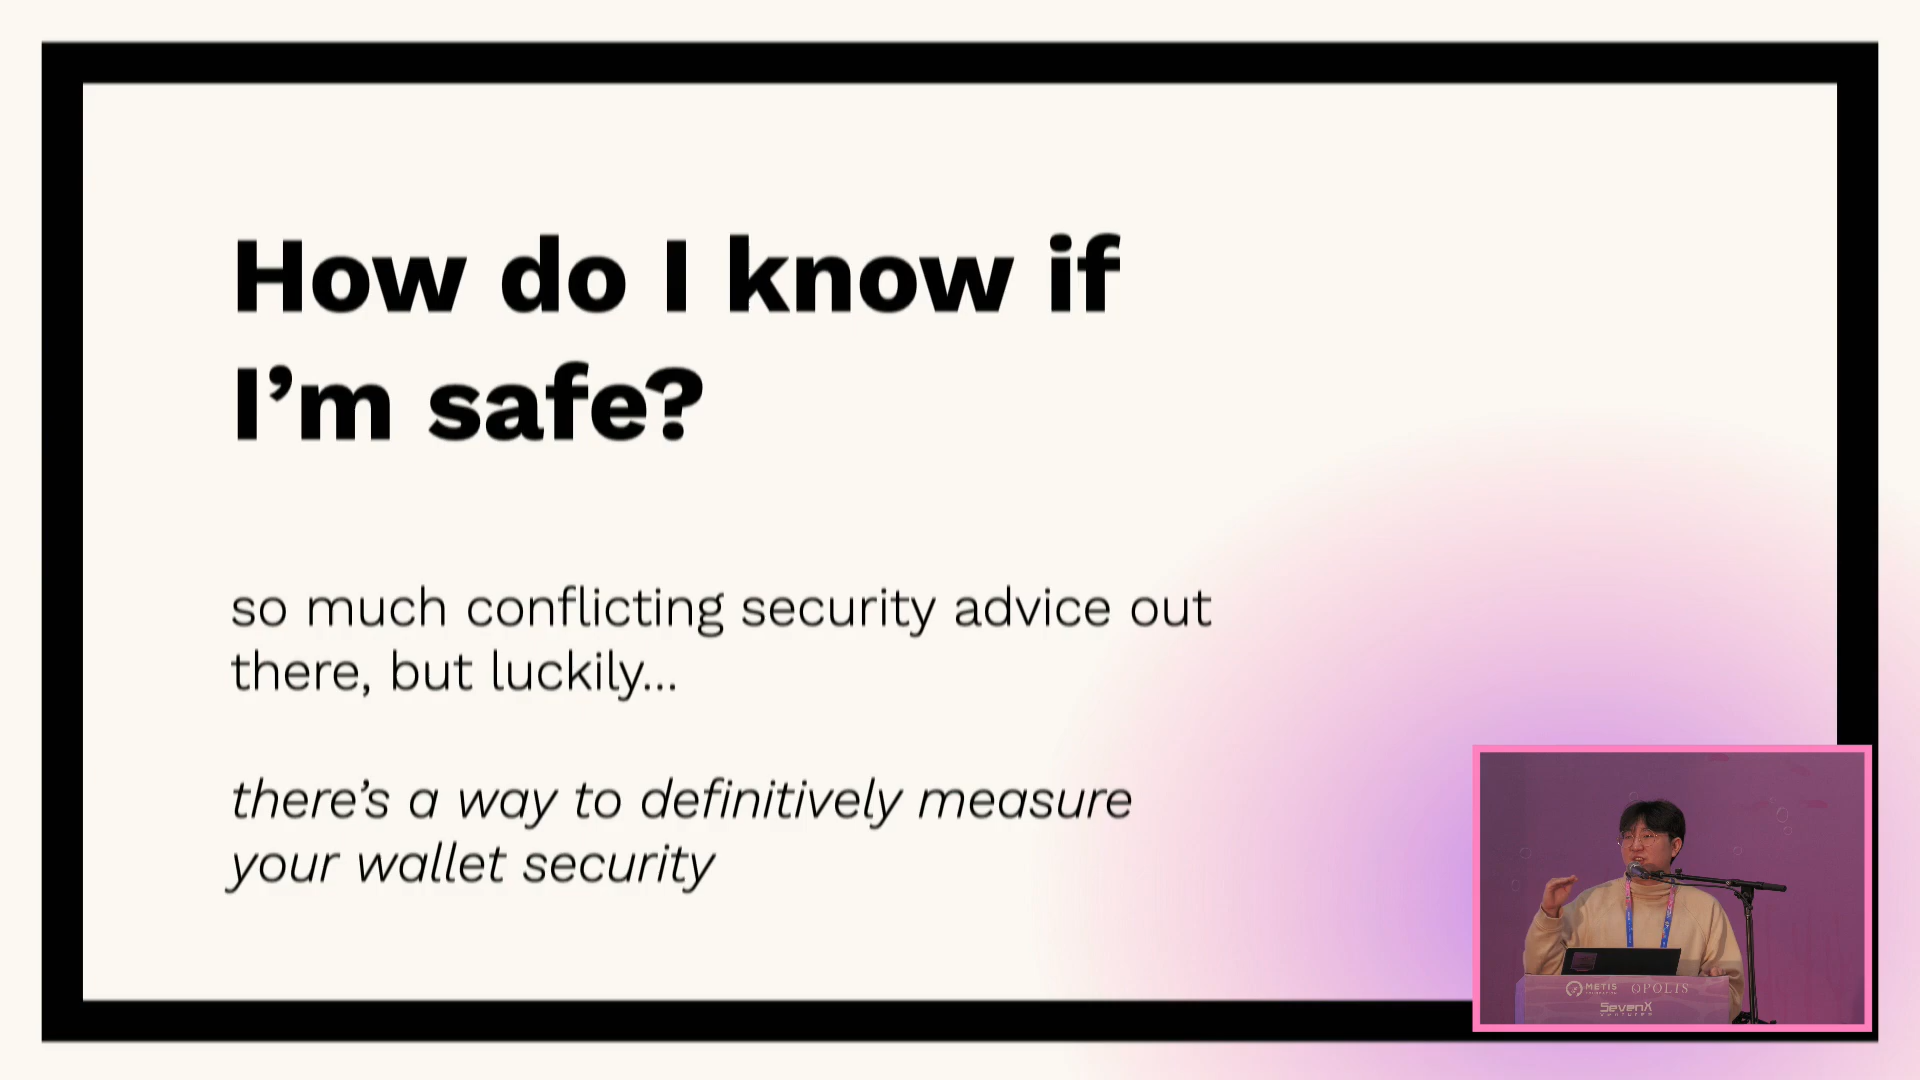 How do I know if
I’m safe?
so much conflicting security advice out
there, but luckily...
there’s a way to definitively measure
your wallet security
METIS
OPOLIS
SevenX